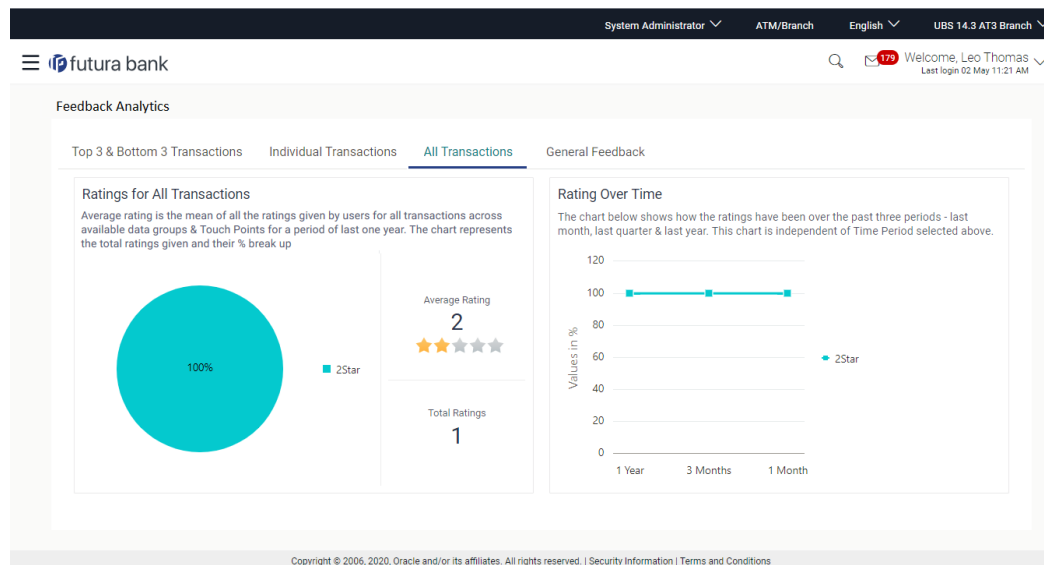 System Administrator ATM/Branch English UBS 14.3 AT3 Branch
futura bank
179
Welcome, Leo Thomas
Last login 02 May 11:21 AM
Feedback Analytics
Top 3 & Bottom 3 Transactions Individual Transactions All Transactions General Feedback
Ratings for All Transactions
Average rating is the mean of all the ratings given by users for all transactions across
available data groups & Touch Points for a period of last one year. The chart represents
the total ratings given and their % break up
100%
2Star
Average Rating
2
Total Ratings
1
Rating Over Time
The chart below shows how the ratings have been over the past three periods - last
month, last quarter & last year. This chart is independent of Time Period selected above.
Values in %
120
100
80
60
40
20
0
1 Year 3 Months 1 Month
2Star
Copyright © 2006, 2020, Oracle and/or its affiliates. All rights reserved. | Security Information | Terms and Conditions